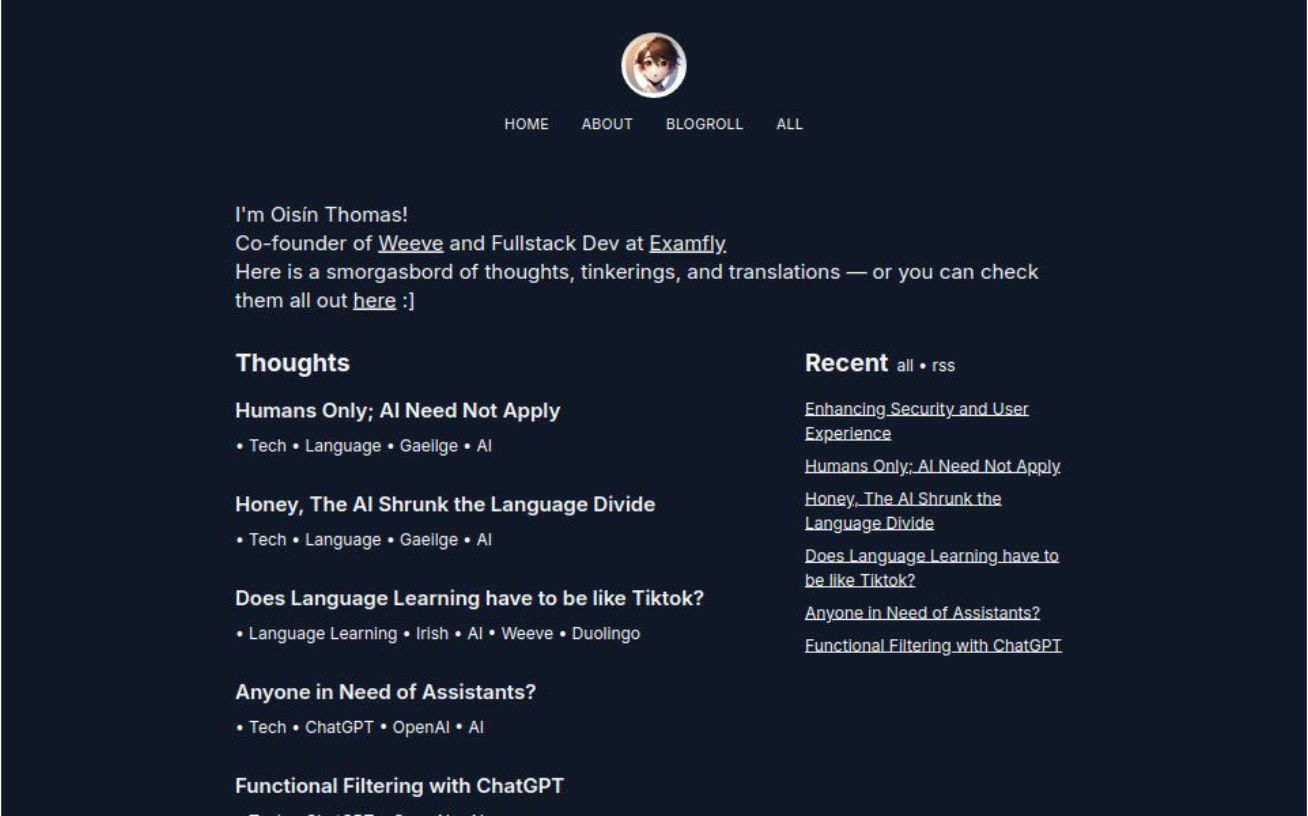 HOME ABOUT BLOGROLL ALL
I'm Oisín Thomas!
Co-founder of Weeve and Fullstack Dev at Examfly
Here is a smorgasbord of thoughts, tinkerings, and translations — or you can check
them all out here :]
Thoughts
Humans Only; AI Need Not Apply
• Tech • Language • Gaeilge • AI
Honey, The AI Shrunk the Language Divide
• Tech • Language • Gaeilge • AI
Does Language Learning have to be like Tiktok?
• Language Learning • Irish • AI • Weeve • Duolingo
Anyone in Need of Assistants?
• Tech • ChatGPT • OpenAI • AI
Functional Filtering with ChatGPT
Recent all • rss
Enhancing Security and User
Experience
Humans Only; AI Need Not Apply
Honey, The AI Shrunk the
Language Divide
Does Language Learning have to
be like Tiktok?
Anyone in Need of Assistants?
Functional Filtering with ChatGPT